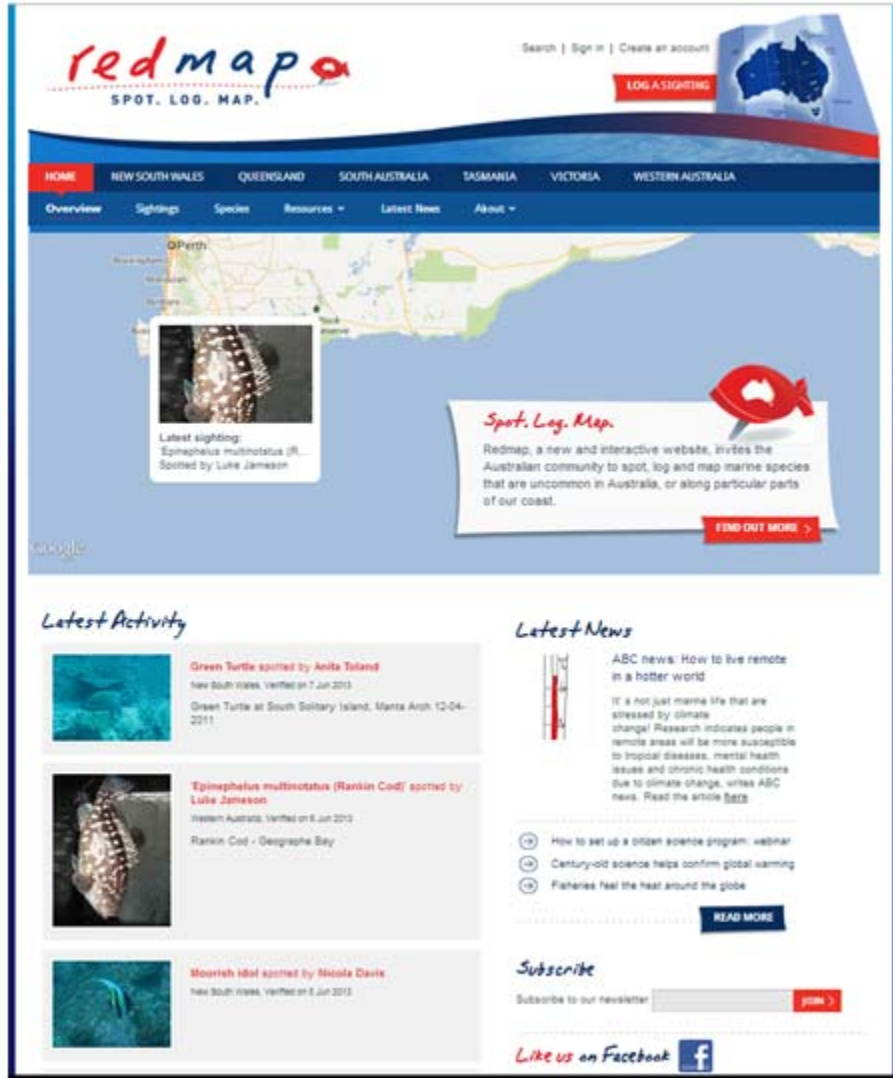 redmap
SPOT. LOG. MAP.
Search | Sign in | Create an account
LOG A SIGHTING
HOME NEW SOUTH WALES QUEENSLAND SOUTH AUSTRALIA TASMANIA VICTORIA WESTERN AUSTRALIA
Overview Sightings Species Resources Latest News About
Perth
Rockingham
Mandurah
Latest sighting:
'Epinephelus multinotatus (R...
Spotted by Luke Jameson
Spot. Log. Map.
Redmap, a new and interactive website, invites the
Australian community to spot, log and map marine species
that are uncommon in Australia, or along particular parts
of our coast.
FIND OUT MORE >
Google
Latest Activity
Green Turtle spotted by Anita Toland
New South Wales, Verified on 7 Jun 2013
Green Turtle at South Solitary Island, Manta Arch 12-04-
2011
'Epinephelus multinotatus (Rankin Cod)' spotted by
Luke Jameson
Western Australia, Verified on 6 Jun 2013
Rankin Cod - Geographe Bay
Moorish idol spotted by Nicola Davis
New South Wales, Verified on 5 Jun 2013
Latest News
ABC news: How to live remote
in a hotter world
It' s not just marine life that are
stressed by climate
change! Research indicates people in
remote areas will be more susceptible
to tropical diseases, mental health
issues and chronic health conditions
due to climate change, writes ABC
news. Read the article here.
How to set up a citizen science program: webinar
Century-old science helps confirm global warming
Fisheries feel the heat around the globe
READ MORE
Subscribe
Subscribe to our newsletter
JOIN >
Like us on Facebook